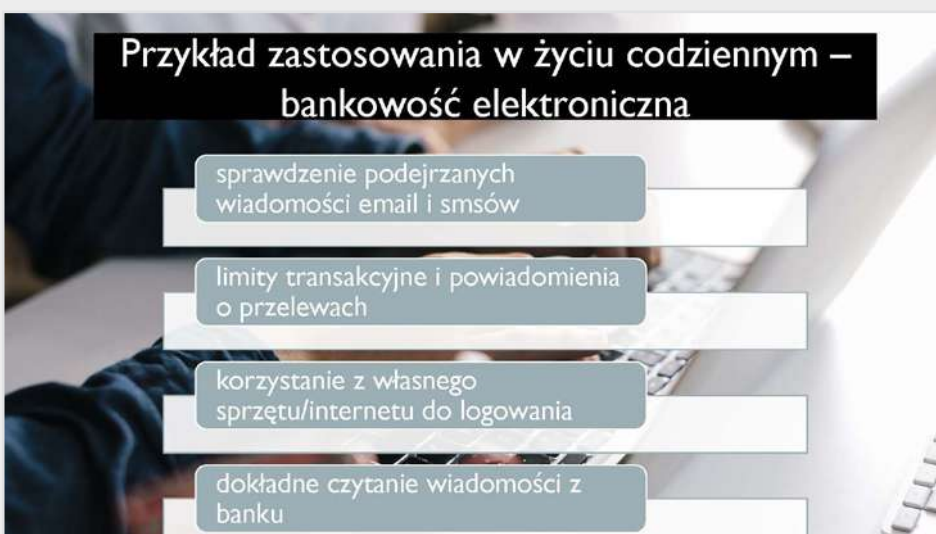 Przykład zastosowania w życiu codziennym –
bankowość elektroniczna
sprawdzenie podejrzanych
wiadomości email i smsów
limity transakcyjne i powiadomienia
o przelewach
korzystanie z własnego
sprzętu/internetu do logowania
dokładne czytanie wiadomości z
banku